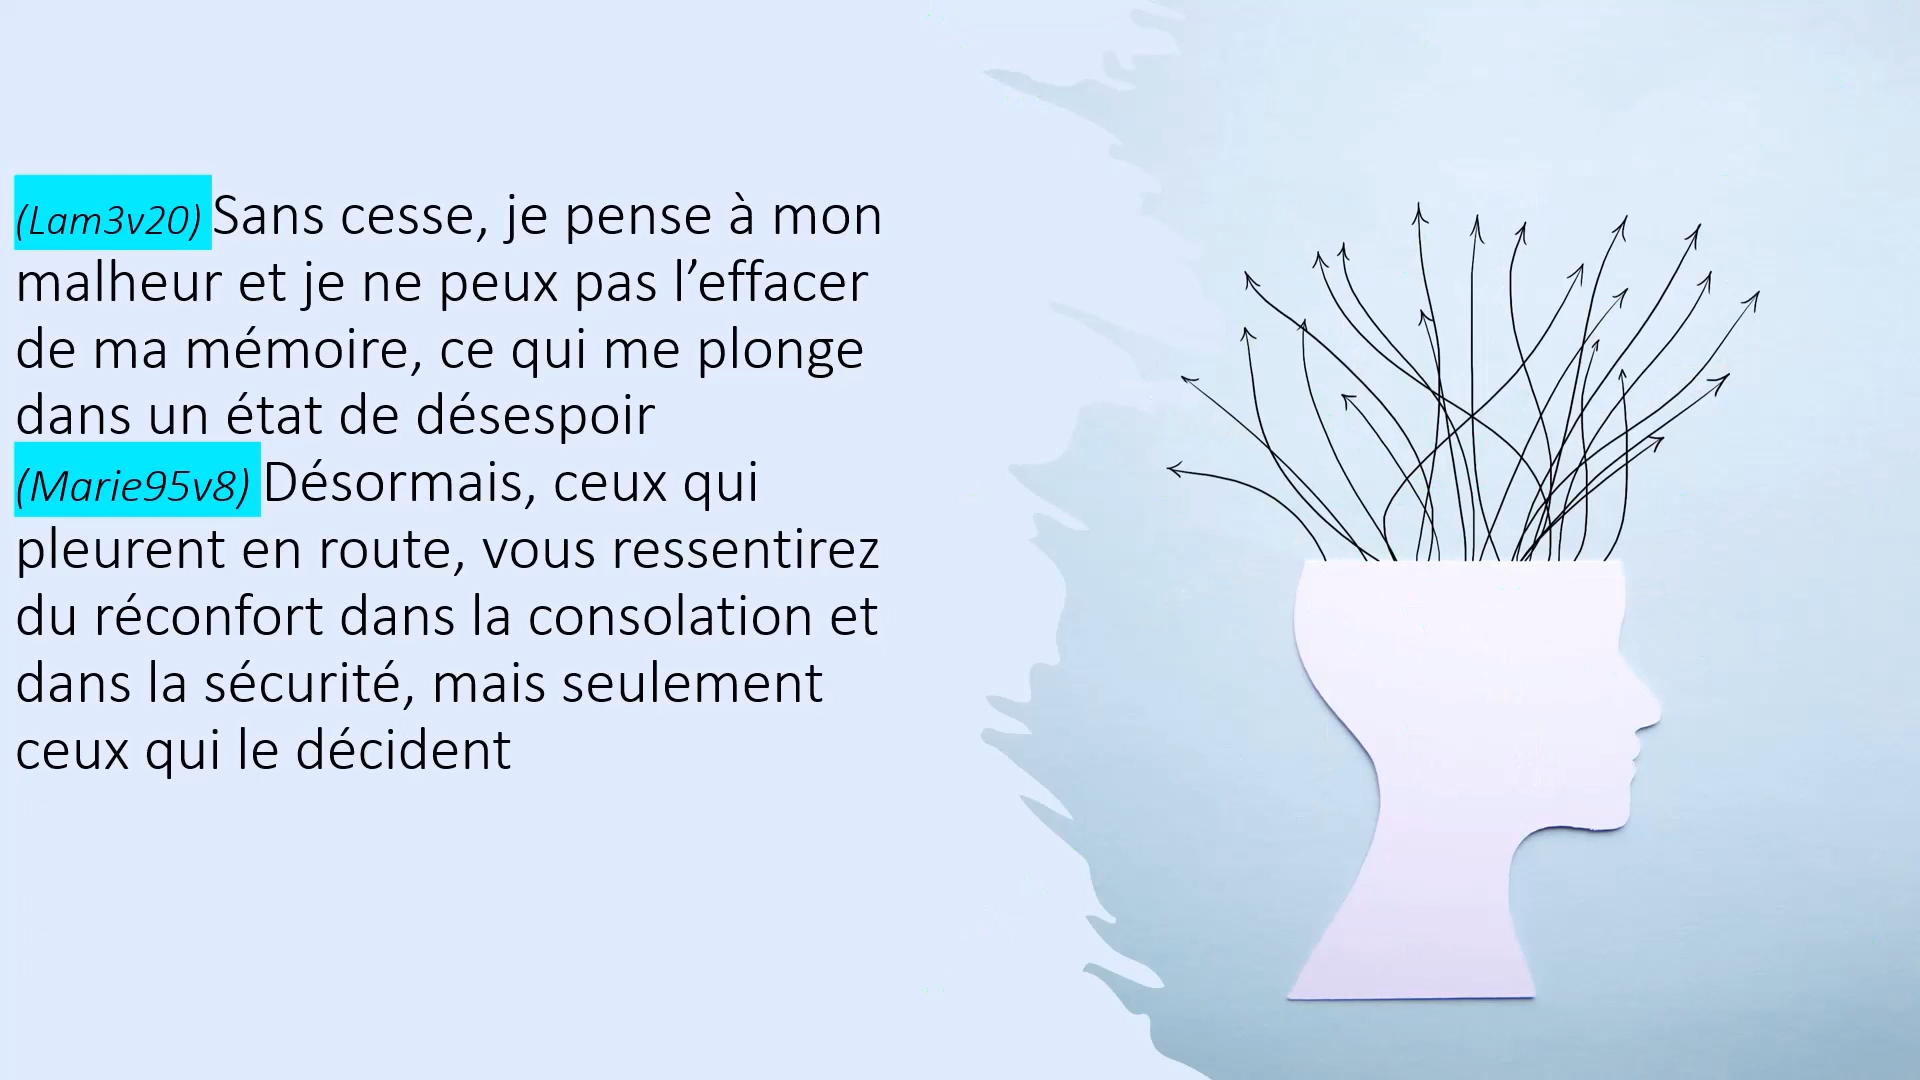 (Lam3v20) Sans cesse, je pense à mon
malheur et je ne peux pas l’effacer
de ma mémoire, ce qui me plonge
dans un état de désespoir
(Marie95v8) Désormais, ceux qui
pleurent en route, vous ressentirez
du réconfort dans la consolation et
dans la sécurité, mais seulement
ceux qui le décident